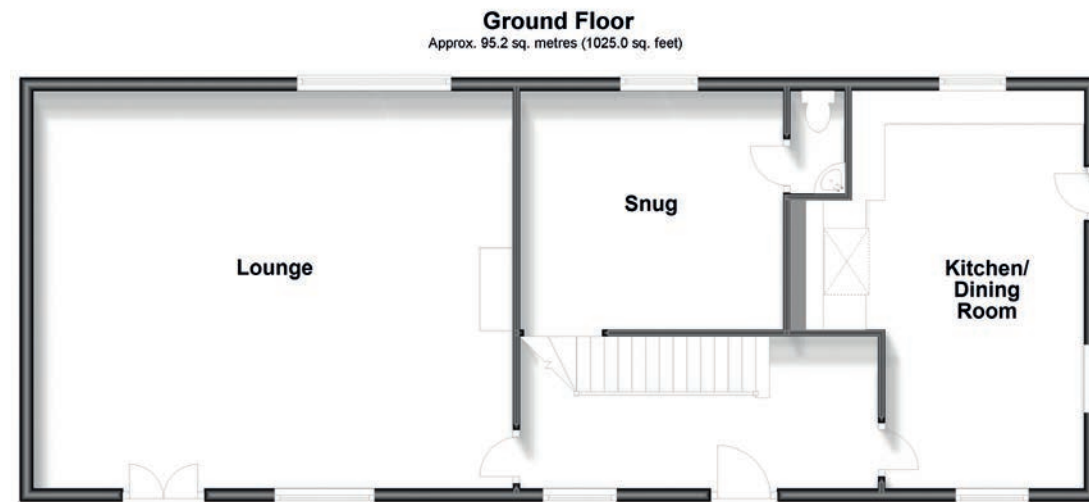 Ground Floor
Approx. 95.2 sq. metres (1025.0 sq. feet)
Snug
Lounge
Kitchen/
Dining
Room